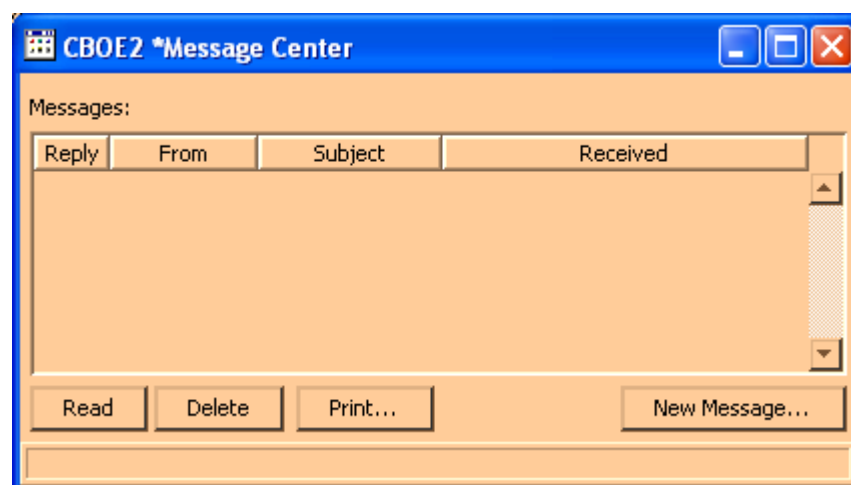 CBOE2 *Message Center
Messages:
Reply From Subject Received
Read Delete Print... New Message...